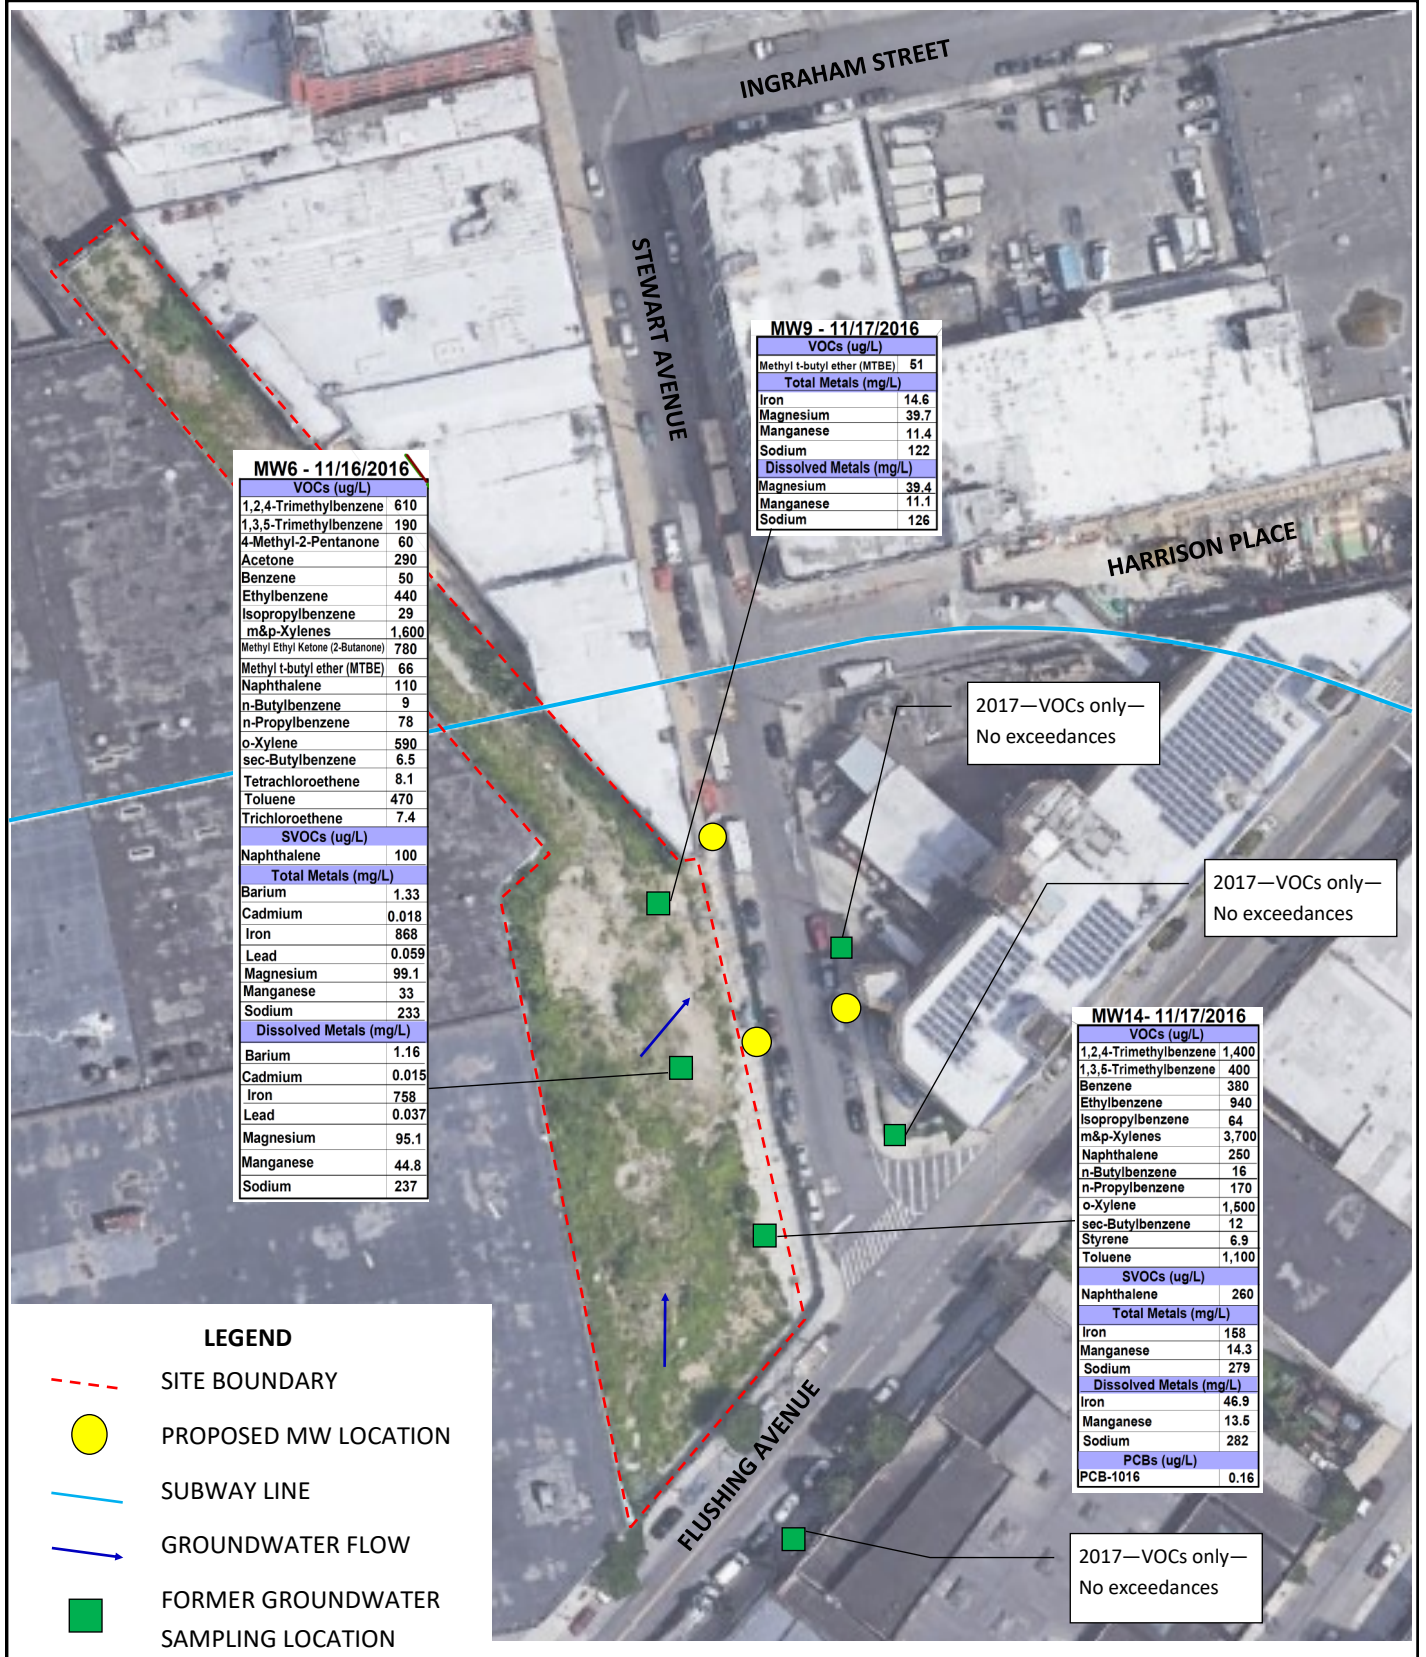 INGRAHAM STREET
STEWART AVENUE
HARRISON PLACE
FLUSHING AVENUE
MW9 - 11/17/2016
VOCs (ug/L)
Methyl t-butyl ether (MTBE) 51
Total Metals (mg/L)
Iron 14.6
Magnesium 39.7
Manganese 11.4
Sodium 122
Dissolved Metals (mg/L)
Magnesium 39.4
Manganese 11.1
Sodium 126
MW6 - 11/16/2016
VOCs (ug/L)
1,2,4-Trimethylbenzene 610
1,3,5-Trimethylbenzene 190
4-Methyl-2-Pentanone 60
Acetone 290
Benzene 50
Ethylbenzene 440
Isopropylbenzene 29
m&p-Xylenes 1,600
Methyl Ethyl Ketone (2-Butanone) 780
Methyl t-butyl ether (MTBE) 66
Naphthalene 110
n-Butylbenzene 9
n-Propylbenzene 78
o-Xylene 590
sec-Butylbenzene 6.5
Tetrachloroethene 8.1
Toluene 470
Trichloroethene 7.4
SVOCs (ug/L)
Naphthalene 100
Total Metals (mg/L)
Barium 1.33
Cadmium 0.018
Iron 868
Lead 0.059
Magnesium 99.1
Manganese 33
Sodium 233
Dissolved Metals (mg/L)
Barium 1.16
Cadmium 0.015
Iron 758
Lead 0.037
Magnesium 95.1
Manganese 44.8
Sodium 237
2017—VOCs only—
No exceedances
2017—VOCs only—
No exceedances
MW14- 11/17/2016
VOCs (ug/L)
1,2,4-Trimethylbenzene 1,400
1,3,5-Trimethylbenzene 400
Benzene 380
Ethylbenzene 940
Isopropylbenzene 64
m&p-Xylenes 3,700
Naphthalene 250
n-Butylbenzene 16
n-Propylbenzene 170
o-Xylene 1,500
sec-Butylbenzene 12
Styrene 6.9
Toluene 1,100
SVOCs (ug/L)
Naphthalene 260
Total Metals (mg/L)
Iron 158
Manganese 14.3
Sodium 279
Dissolved Metals (mg/L)
Iron 46.9
Manganese 13.5
Sodium 282
PCBs (ug/L)
PCB-1016 0.16
2017—VOCs only—
No exceedances
LEGEND
SITE BOUNDARY
PROPOSED MW LOCATION
SUBWAY LINE
GROUNDWATER FLOW
FORMER GROUNDWATER
SAMPLING LOCATION